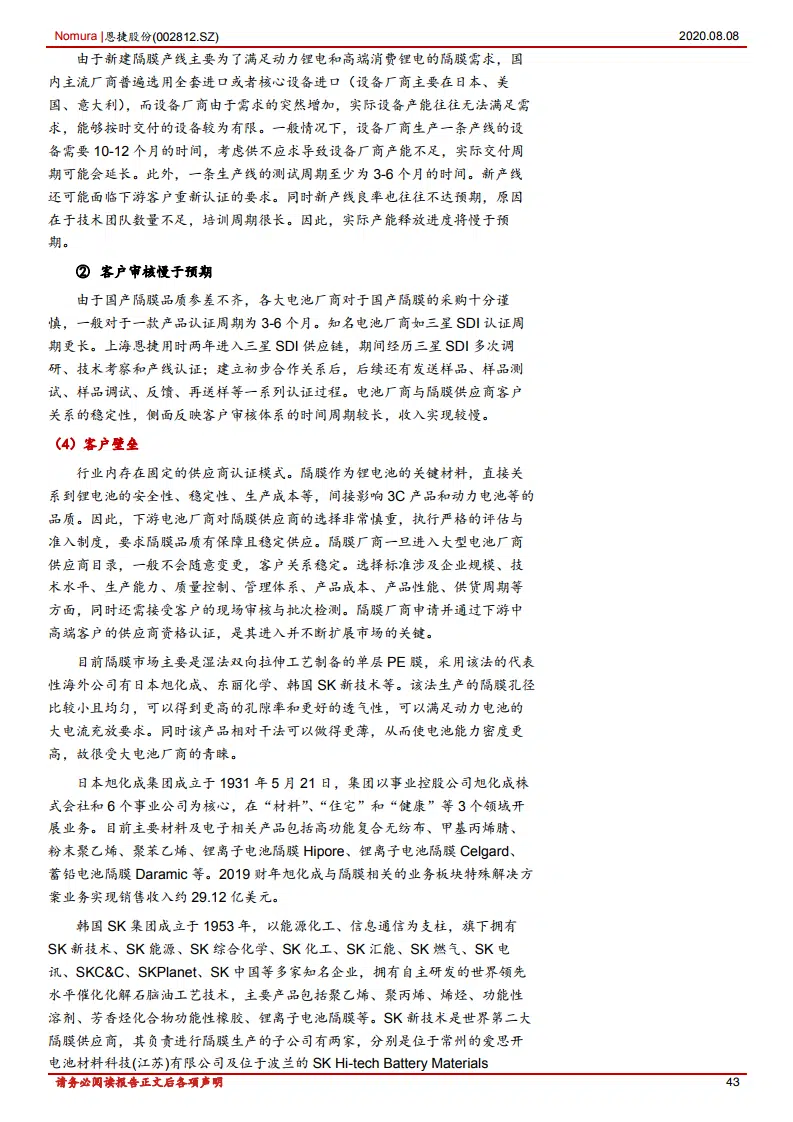 Nomura |恩捷股份(002812.SZ) 2020.08.08
由于新建隔膜产线主要为了满足动力锂电和高端消费锂电的隔膜需求，国
内主流厂商普遍选用全套进口或者核心设备进口（设备厂商主要在日本、美
国、意大利），而设备厂商由于需求的突然增加，实际设备产能往往无法满足需
求，能够按时交付的设备较为有限。一般情况下，设备厂商生产一条产线的设
备需要 10-12 个月的时间，考虑供不应求导致设备厂商产能不足，实际交付周
期可能会延长。此外，一条生产线的测试周期至少为 3-6 个月的时间。新产线
还可能面临下游客户重新认证的要求。同时新产线良率也往往不达预期，原因
在于技术团队数量不足，培训周期很长。因此，实际产能释放进度将慢于预
期。
② 客户审核慢于预期
由于国产隔膜品质参差不齐，各大电池厂商对于国产隔膜的采购十分谨
慎，一般对于一款产品认证周期为 3-6 个月。知名电池厂商如三星 SDI 认证周
期更长。上海恩捷用时两年进入三星 SDI 供应链，期间经历三星 SDI 多次调
研、技术考察和产线认证；建立初步合作关系后，后续还有发送样品、样品测
试、样品调试、反馈、再送样等一系列认证过程。电池厂商与隔膜供应商客户
关系的稳定性，侧面反映客户审核体系的时间周期较长，收入实现较慢。
（4）客户壁垒
行业内存在固定的供应商认证模式。隔膜作为锂电池的关键材料，直接关
系到锂电池的安全性、稳定性、生产成本等，间接影响 3C 产品和动力电池等的
品质。因此，下游电池厂商对隔膜供应商的选择非常慎重，执行严格的评估与
准入制度，要求隔膜品质有保障且稳定供应。隔膜厂商一旦进入大型电池厂商
供应商目录，一般不会随意变更，客户关系稳定。选择标准涉及企业规模、技
术水平、生产能力、质量控制、管理体系、产品成本、产品性能、供货周期等
方面，同时还需接受客户的现场审核与批次检测。隔膜厂商申请并通过下游中
高端客户的供应商资格认证，是其进入并不断扩展市场的关键。
目前隔膜市场主要是湿法双向拉伸工艺制备的单层 PE 膜，采用该法的代表
性海外公司有日本旭化成、东丽化学、韩国 SK 新技术等。该法生产的隔膜孔径
比较小且均匀，可以得到更高的孔隙率和更好的透气性，可以满足动力电池的
大电流充放要求。同时该产品相对干法可以做得更薄，从而使电池能力密度更
高，故很受大电池厂商的青睐。
日本旭化成集团成立于 1931 年 5 月 21 日，集团以事业控股公司旭化成株
式会社和 6 个事业公司为核心，在“材料”、“住宅”和“健康”等 3 个领域开
展业务。目前主要材料及电子相关产品包括高功能复合无纺布、甲基丙烯腈、
粉末聚乙烯、聚苯乙烯、锂离子电池隔膜 Hipore、锂离子电池隔膜 Celgard、
蓄铅电池隔膜 Daramic 等。2019 财年旭化成与隔膜相关的业务板块特殊解决方
案业务实现销售收入约 29.12 亿美元。
韩国 SK 集团成立于 1953 年，以能源化工、信息通信为支柱，旗下拥有
SK 新技术、SK 能源、SK 综合化学、SK 化工、SK 汇能、SK 燃气、SK 电
讯、SKC&C、SKPlanet、SK 中国等多家知名企业，拥有自主研发的世界领先
水平催化化解石脑油工艺技术，主要产品包括聚乙烯、聚丙烯、烯烃、功能性
溶剂、芳香烃化合物功能性橡胶、锂离子电池隔膜等。SK 新技术是世界第二大
隔膜供应商，其负责进行隔膜生产的子公司有两家，分别是位于常州的爱思开
电池材料科技(江苏)有限公司及位于波兰的 SK Hi-tech Battery Materials
请务必阅读报告正文后各项声明 43